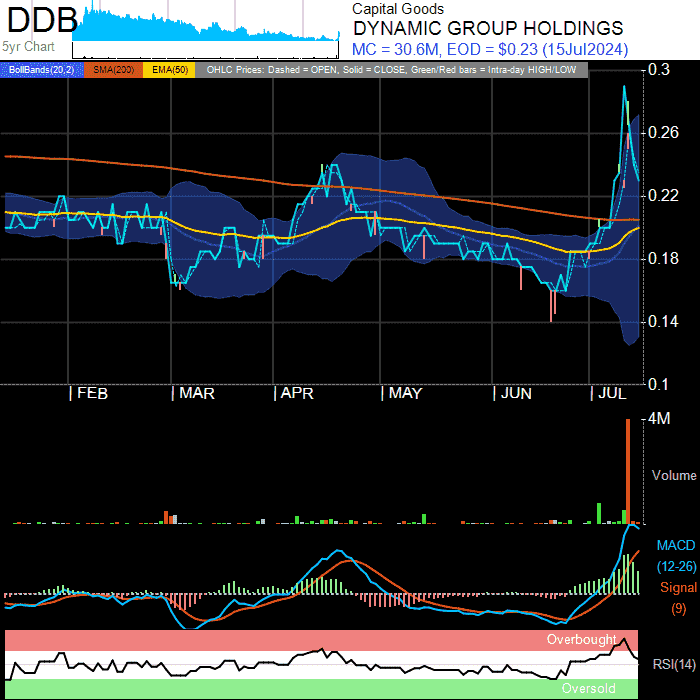 DDB
5yr Chart
Capital Goods
DYNAMIC GROUP HOLDINGS
MC = 30.6M, EOD = $0.23 (15Jul2024)
BollBands(20,2) SMA(200) EMA(50) OHLC Prices: Dashed = OPEN, Solid = CLOSE, Green/Red bars = Intra-day HIGH/LOW
0.3
0.26
0.22
0.18
0.14
0.1
| FEB | MAR | APR | MAY | JUN | JUL
4M
Volume
MACD
(12-26)
Signal
(9)
Overbought
RSI(14)
Oversold